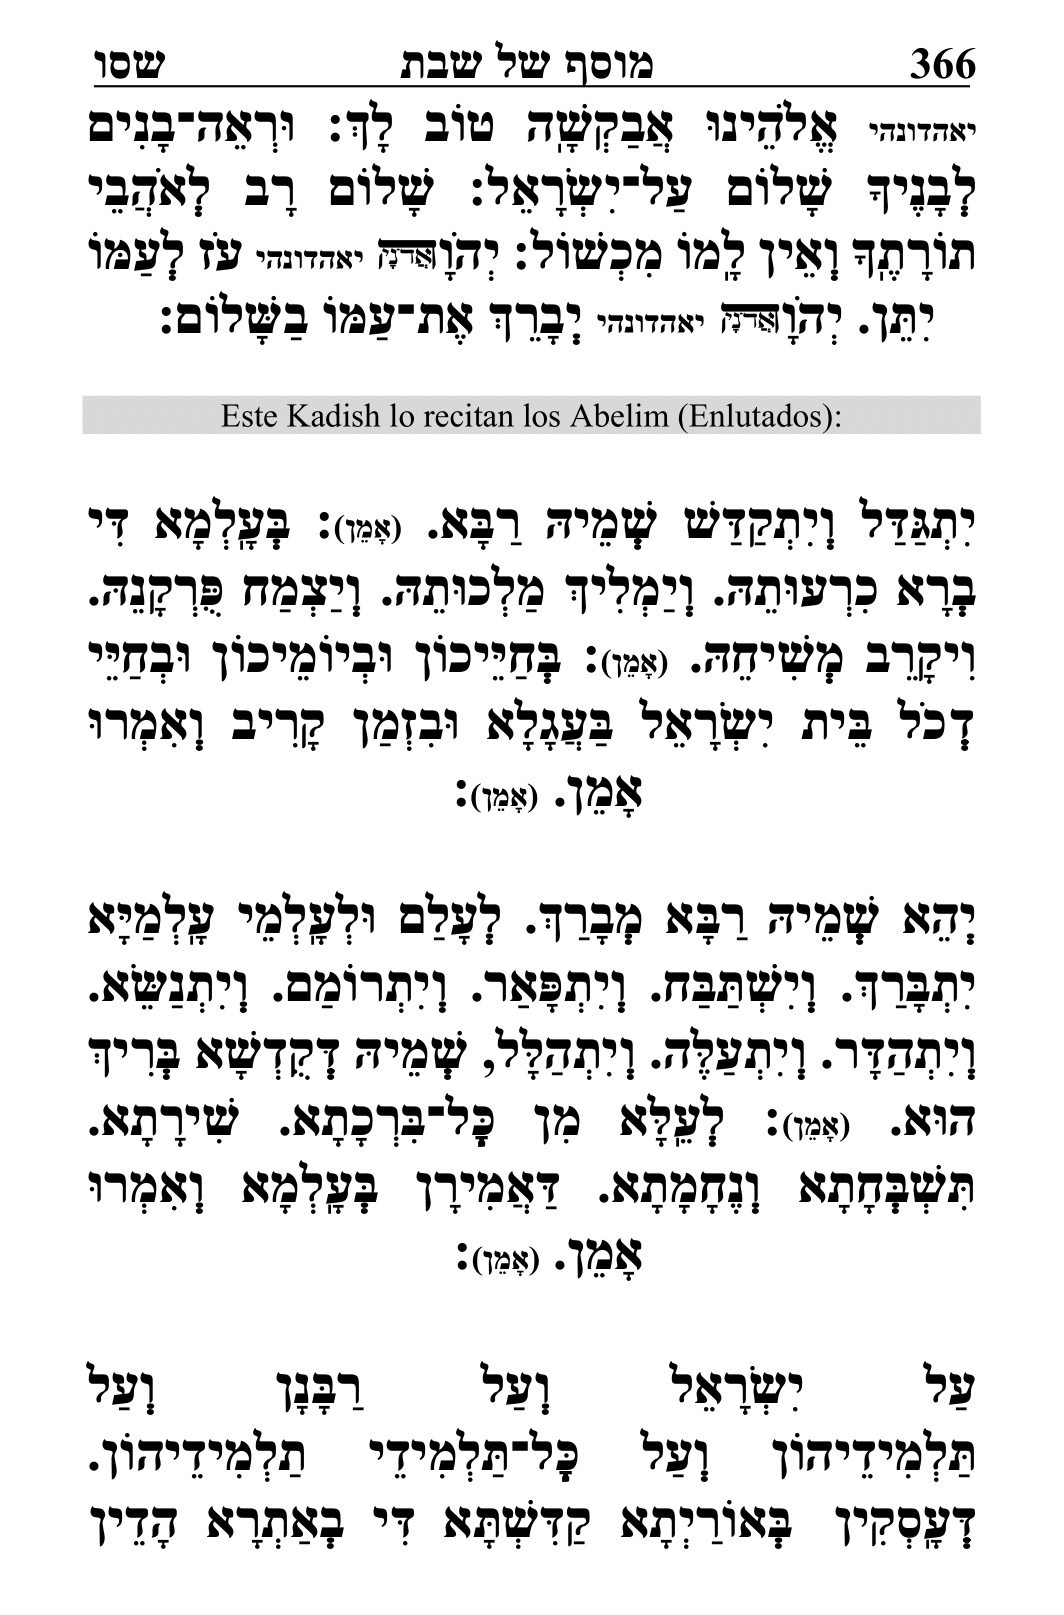 366 מוסף של שבת שסו
יאהדונהי אֱלֹהֵינוּ אֲבַקְשָׁה טוֹב לָךְ: וּרְאֵה־בָנִים
לְבָנֶיךָ שָׁלוֹם עַל־יִשְׂרָאֵל: שָׁלוֹם רָב לְאֹהֲבֵי
תוֹרָתֶךָ וְאֵין לָמוֹ מִכְשׁוֹל: יְהֹוָהאֲדֹנָי יאהדונהי עֹז לְעַמּוֹ
יִתֵּן. יְהֹוָהאֲדֹנָי יאהדונהי יְבָרֵךְ אֶת־עַמּוֹ בַשָּׁלוֹם:
Este Kadish lo recitan los Abelim (Enlutados):
יִתְגַּדַּל וְיִתְקַדַּשׁ שְׁמֵיהּ רַבָּא. (אָמֵן): בְּעָלְמָא דִּי
בְרָא כִרְעוּתֵהּ. וְיַמְלִיךְ מַלְכוּתֵהּ. וְיַצְמַח פֻּרְקָנֵהּ.
וִיקָרֵב מְשִׁיחֵהּ. (אָמֵן): בְּחַיֵּיכוֹן וּבְיוֹמֵיכוֹן וּבְחַיֵּי
דְכֹל בֵּית יִשְׂרָאֵל בַּעֲגָלָא וּבִזְמַן קָרִיב וְאִמְרוּ
אָמֵן. (אָמֵן):
יְהֵא שְׁמֵיהּ רַבָּא מְבָרַךְ. לְעָלַם וּלְעָלְמֵי עָלְמַיָּא
יִתְבָּרַךְ. וְיִשְׁתַּבַּח. וְיִתְפָּאַר. וְיִתְרוֹמַם. וְיִתְנַשֵּׂא.
וְיִתְהַדָּר. וְיִתְעַלֶּה. וְיִתְהַלָּל, שְׁמֵיהּ דְּקֻדְשָׁא בְּרִיךְ
הוּא. (אָמֵן): לְעֵלָּא מִן כָּל־בִּרְכָתָא. שִׁירָתָא.
תִּשְׁבְּחָתָא וְנֶחָמָתָא. דַּאֲמִירָן בְּעָלְמָא וְאִמְרוּ
אָמֵן. (אָמֵן):
עַל יִשְׂרָאֵל וְעַל רַבָּנָן וְעַל
תַּלְמִידֵיהוֹן וְעַל כָּל־תַּלְמִידֵי תַלְמִידֵיהוֹן.
דְּעָסְקִין בְּאוֹרַיְתָא קַדִּשְׁתָּא דִּי בְאַתְרָא הָדֵין